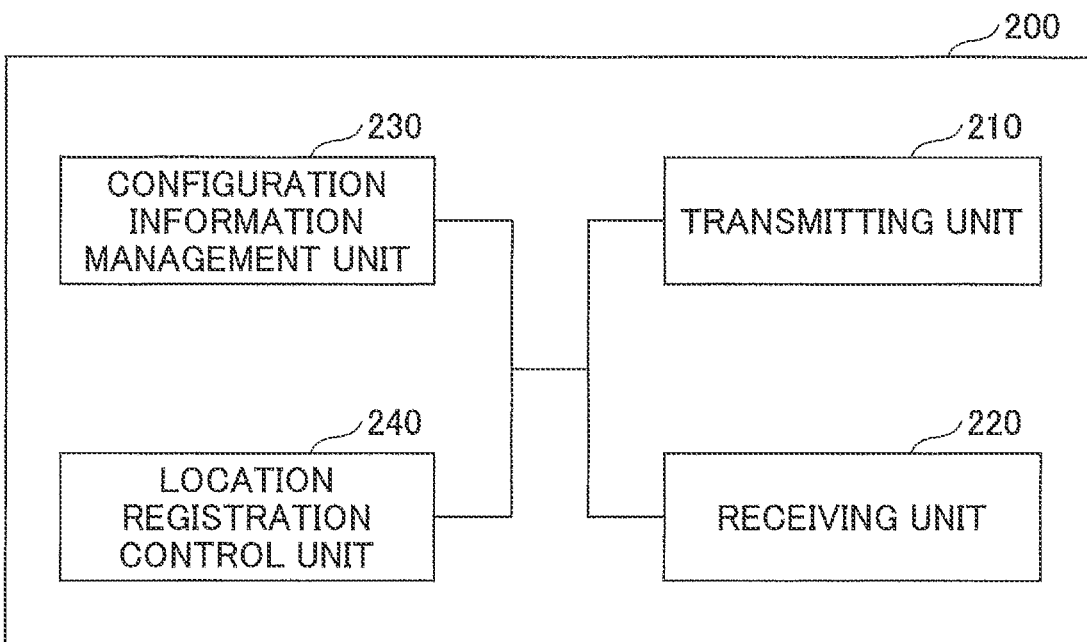 200
230
CONFIGURATION
INFORMATION
MANAGEMENT UNIT
210
TRANSMITTING UNIT
240
LOCATION
REGISTRATION
CONTROL UNIT
220
RECEIVING UNIT